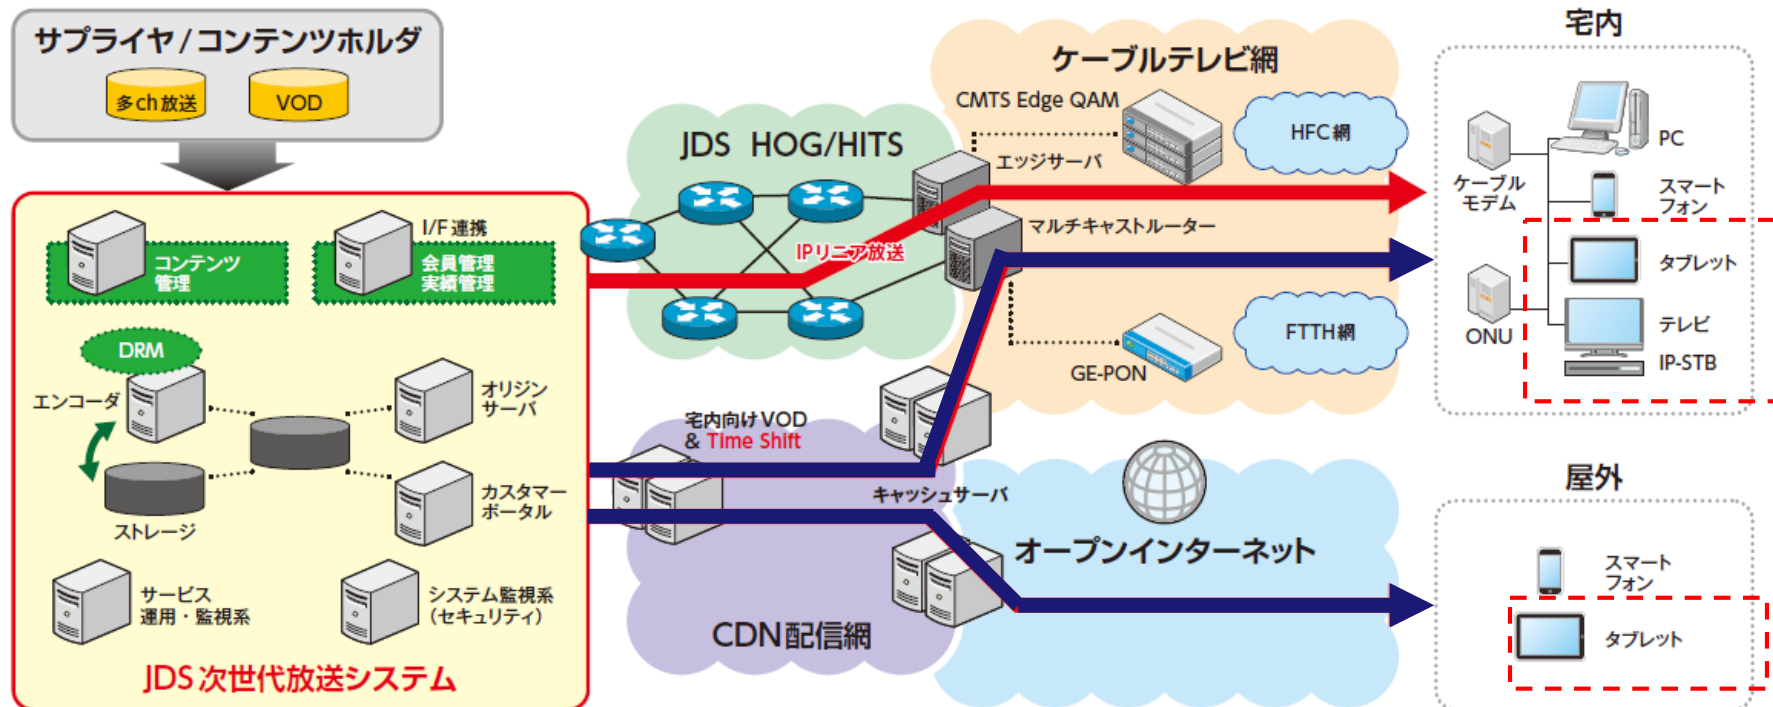 サプライヤ/コンテンツホルダ
多ch放送
VOD
I/F連携
コンテンツ
管理
会員管理
実績管理
DRM
エンコーダ
オリジン
サーバ
ストレージ
カスタマー
ポータル
サービス
運用・監視系
システム監視系
(セキュリティ)
JDS次世代放送システム
JDS HOG/HITS
IPリニア放送
宅内向けVOD
& Time Shift
キャッシュサーバ
CDN配信網
ケーブルテレビ網
CMTS Edge QAM
HFC網
エッジサーバ
マルチキャストルーター
FTTH網
GE-PON
オープンインターネット
宅内
PC
ケーブル
モデム
スマート
フォン
タブレット
ONU
テレビ
IP-STB
屋外
スマート
フォン
タブレット